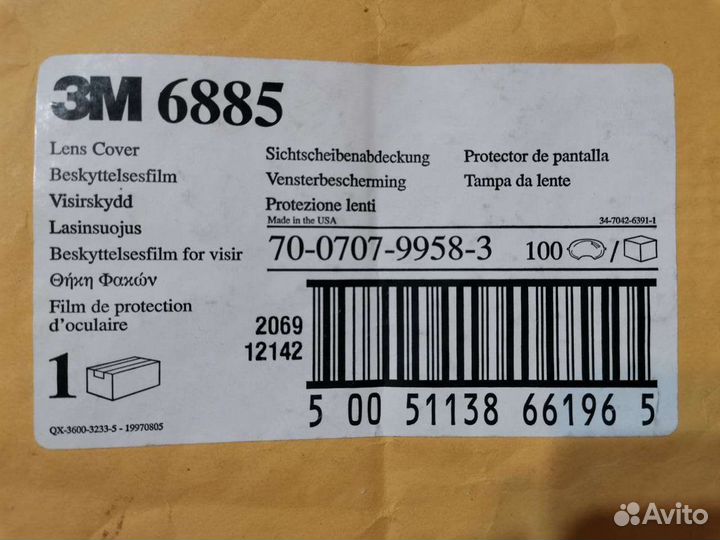 3M 6885
Lens Cover
Beskyttelsesfilm
Visirskydd
Lasinsuojus
Beskyttelsesfilm for visir
Θήκη Φακών
Film de protection
d'oculaire
Sichtscheibenabdeckung
Vensterbescherming
Protezione lenti
Protector de pantalla
Tampa da lente
Made in the USA
34-7042-6391-1
70-0707-9958-3
100 /
2069
12142
1
5 00 51138 66196 5
QX-3600-3233-5 - 19970805
Avito